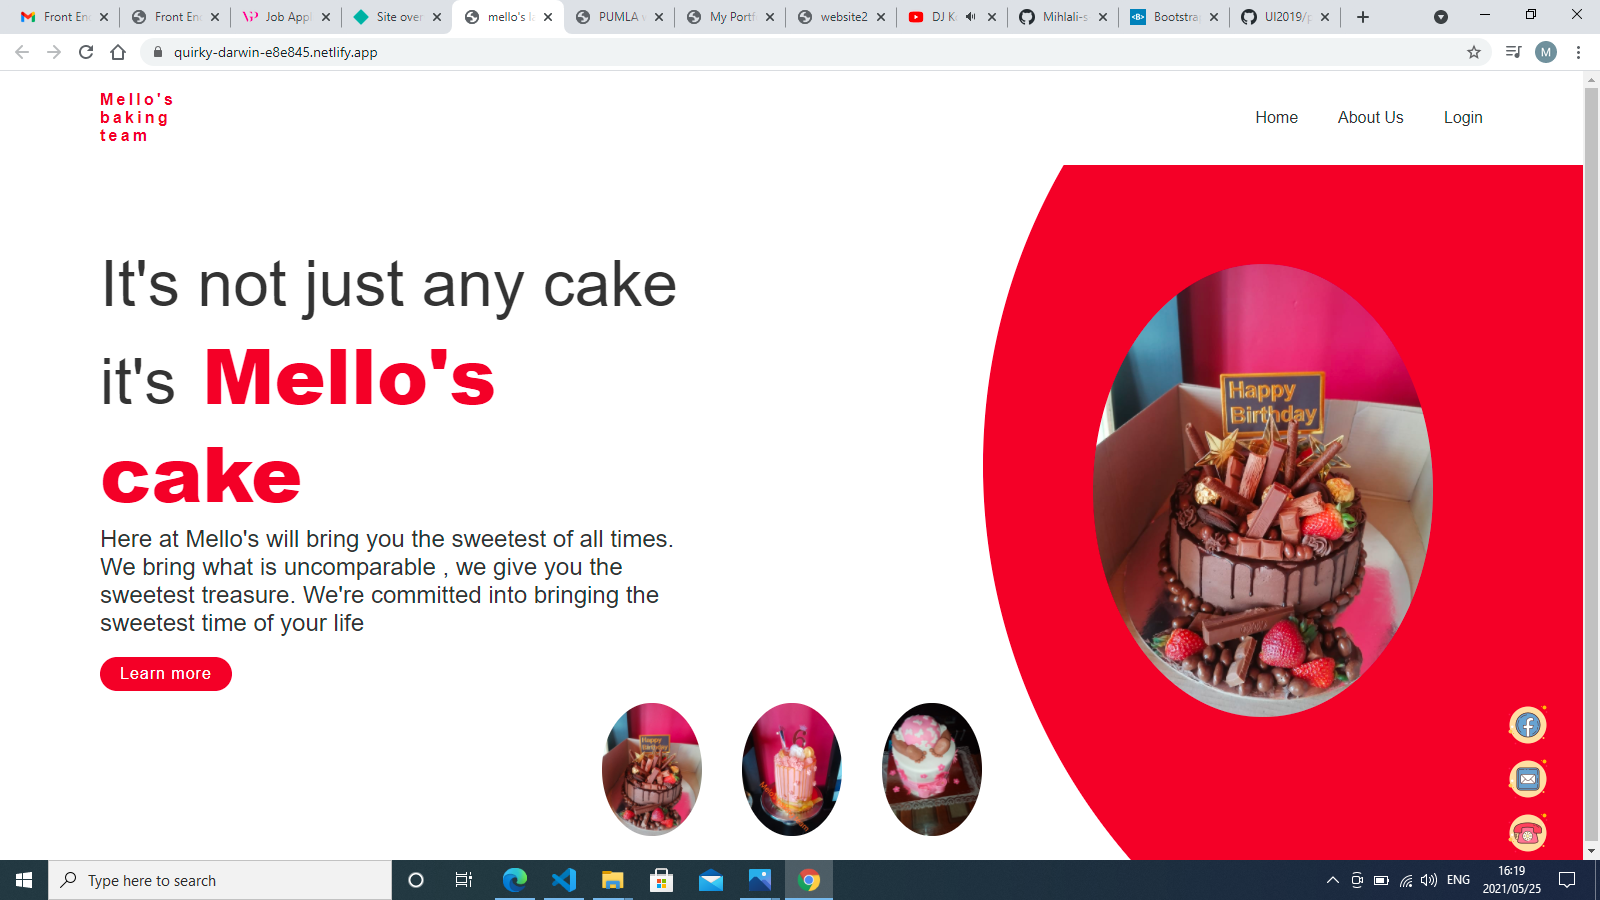 Front En
Front En
Job Appl
Site over
mello's la
PUMLA
My Portf
website2
DJ K
Mihlali-s
Bootstra
UI2019/p
quirky-darwin-e8e845.netlify.app
M
Mello's
baking
team
Home
About Us
Login
It's not just any cake
it's Mello's
cake
Here at Mello's will bring you the sweetest of all times.
We bring what is uncomparable , we give you the
sweetest treasure. We're committed into bringing the
sweetest time of your life
Learn more
Happy
Birthday
Happy
Birthday
Type here to search
ENG
16:19
2021/05/25